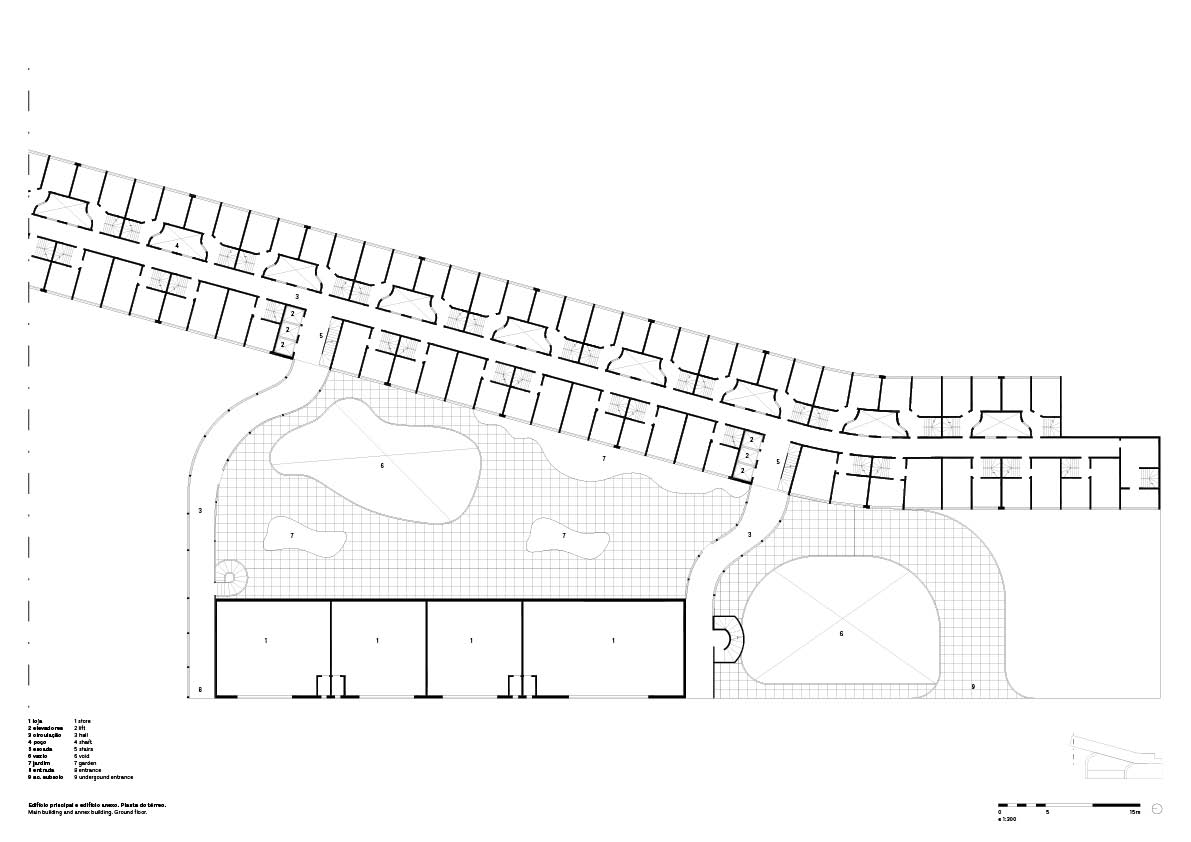 4
3
2
2
2
5
7
2
2
2
5
6
3
7
7
3
1
1
1
1
6
8
9
1 loja 1 store
2 elevadores 2 lift
3 circulação 3 hall
4 poço 4 shaft
5 escada 5 stairs
6 vazio 6 void
7 jardim 7 garden
8 entrada 8 entrance
9 ac. subsolo 9 underground entrance
Edifício principal e edifício anexo. Planta do térreo.
Main building and annex building. Ground floor.
0 5 15m
e 1:300